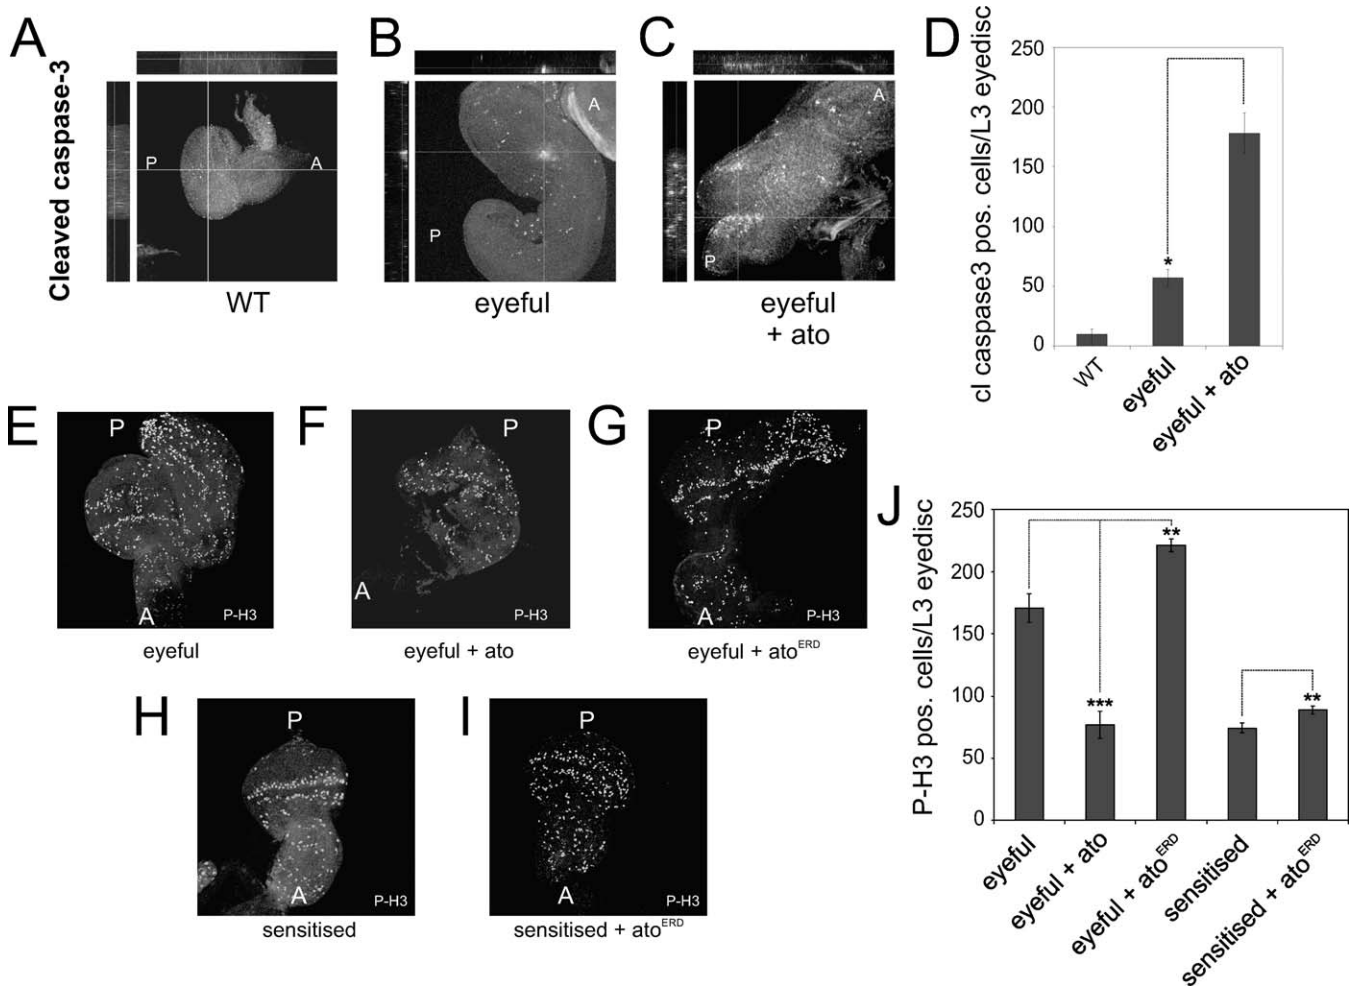 A
B
C
D
Cleaved caspase-3
P
A
A
P
A
P
WT
eyeful
eyeful
+ ato
cl caspase3 pos. cells/L3 eyedisc
250
200
150
100
50
0
*
WT
eyeful
eyeful + ato
E
F
G
P
A
P-H3
P
A
P-H3
P
A
P-H3
eyeful
eyeful + ato
eyeful + ato^ERD
H
I
P
A
P-H3
P
A
P-H3
sensitised
sensitised + ato^ERD
J
P-H3 pos. cells/L3 eyedisc
250
200
150
100
50
0
***
**
**
eyeful
eyeful + ato
eyeful + ato^ERD
sensitised
sensitised + ato^ERD